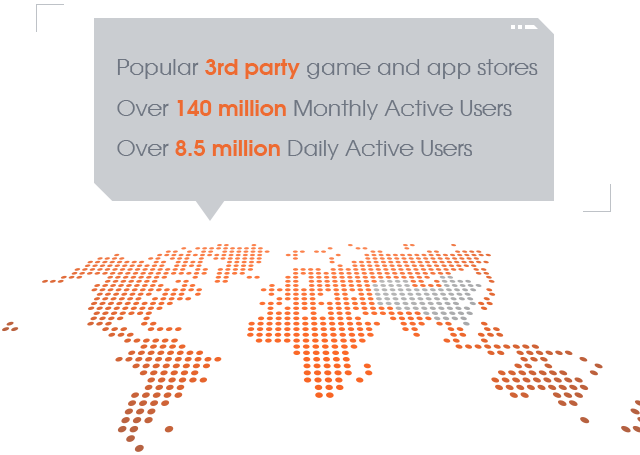 Popular 3rd party game and app stores
Over 140 million Monthly Active Users
Over 8.5 million Daily Active Users